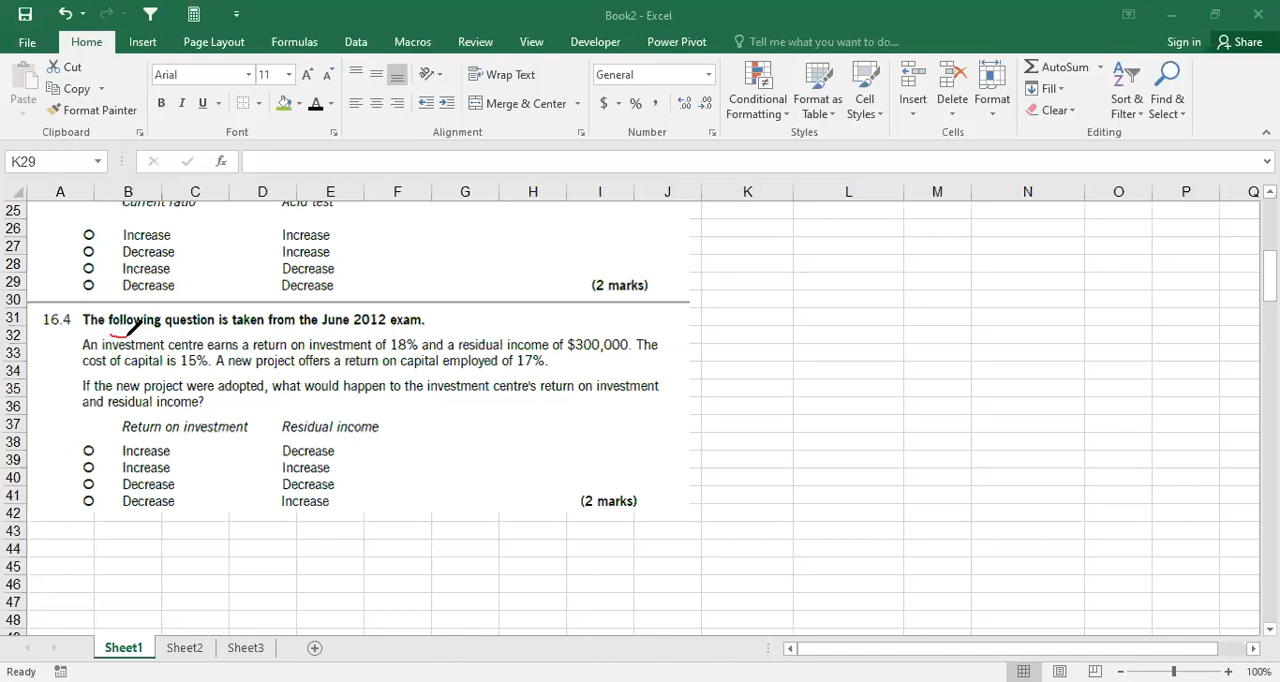 Book2 - Excel
File Home Insert Page Layout Formulas Data Macros Review View Developer Power Pivot Tell me what you want to do... Sign in Share
Paste Cut Copy Format Painter Clipboard
Arial 11 A A B I U A Font
Wrap Text Merge & Center Alignment
General $ % , Number
Conditional Formatting Format as Table Cell Styles Styles
Insert Delete Format Cells
AutoSum Fill Clear Sort & Filter Find & Select Editing
K29 fx
A B C D E F G H I J K L M N O P Q
25 Current ratio Acid test
26 Increase Increase
27 Decrease Increase
28 Increase Decrease
29 Decrease Decrease (2 marks)
30
31 16.4 The following question is taken from the June 2012 exam.
32
33 An investment centre earns a return on investment of 18% and a residual income of $300,000. The
34 cost of capital is 15%. A new project offers a return on capital employed of 17%.
35 If the new project were adopted, what would happen to the investment centre's return on investment
36 and residual income?
37 Return on investment Residual income
38 Increase Decrease
39 Increase Increase
40 Decrease Decrease
41 Decrease Increase (2 marks)
42
43
44
45
46
47
48
Sheet1 Sheet2 Sheet3
Ready 100%